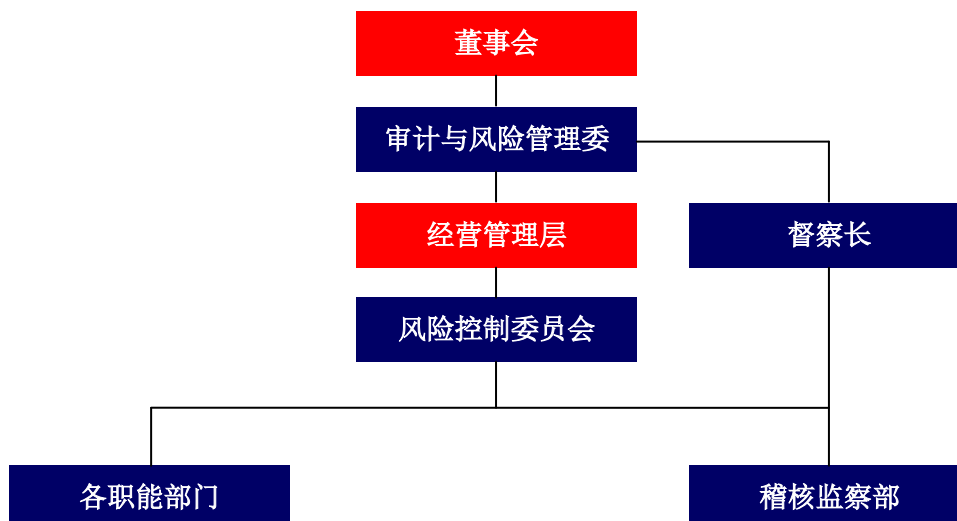 董事会
审计与风险管理委
经营管理层
督察长
风险控制委员会
各职能部门
稽核监察部